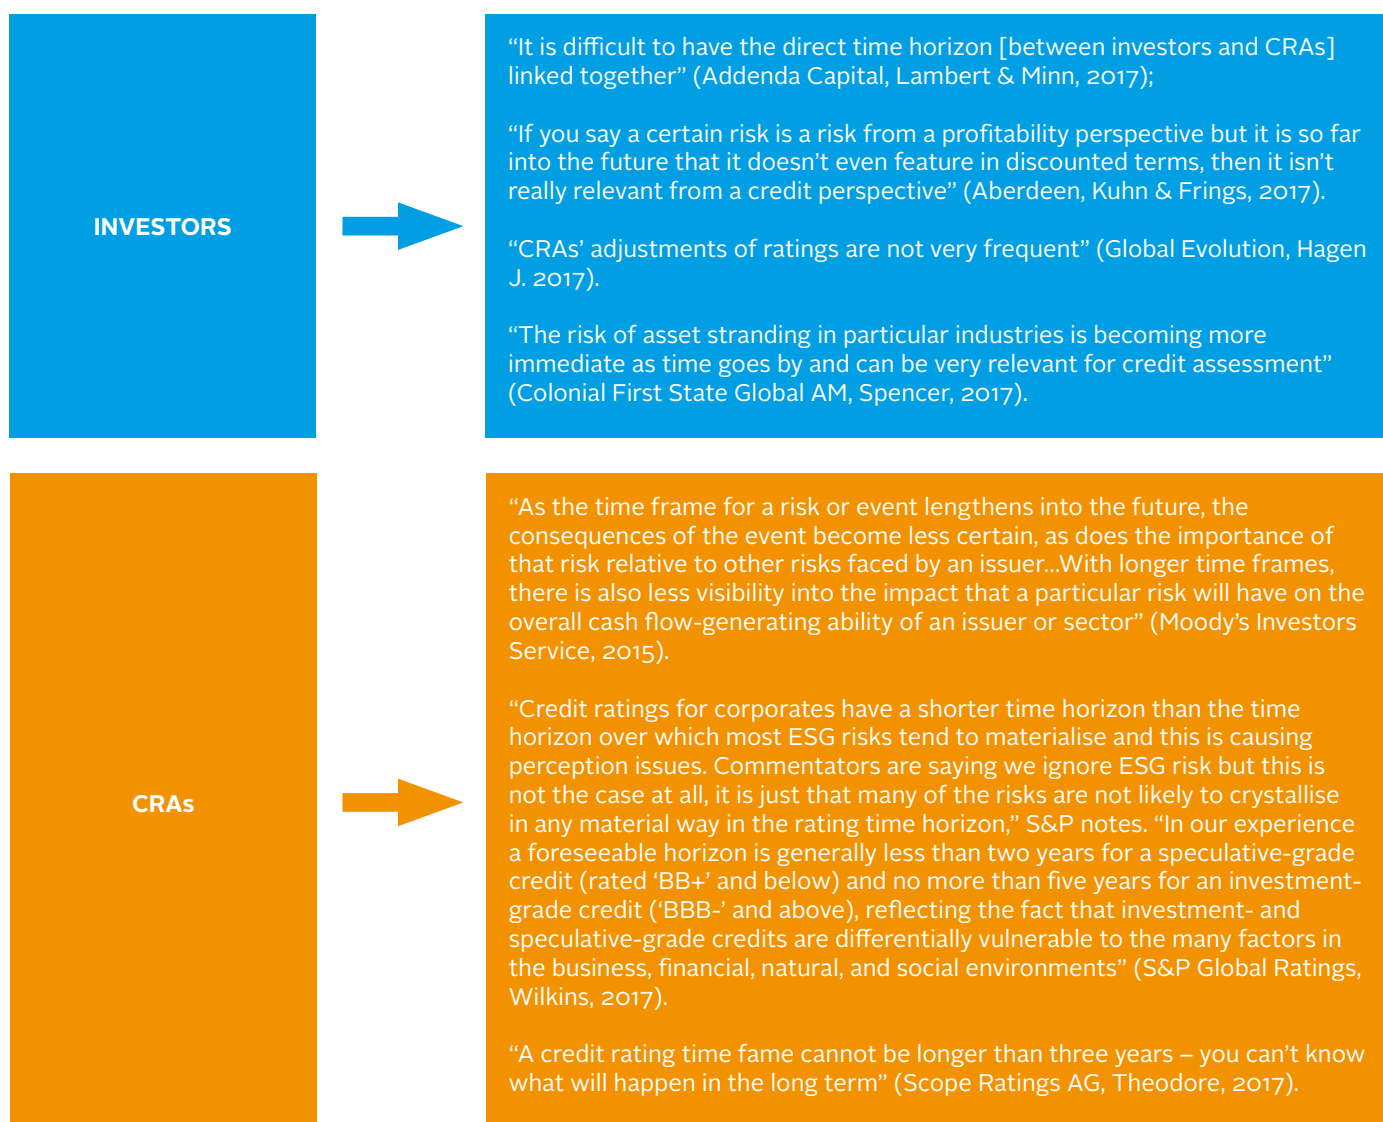 INVESTORS
“It is difficult to have the direct time horizon [between investors and CRAs]
linked together” (Addenda Capital, Lambert & Minn, 2017);
“If you say a certain risk is a risk from a profitability perspective but it is so far
into the future that it doesn’t even feature in discounted terms, then it isn’t
really relevant from a credit perspective” (Aberdeen, Kuhn & Frings, 2017).
“CRAs’ adjustments of ratings are not very frequent” (Global Evolution, Hagen
J. 2017).
“The risk of asset stranding in particular industries is becoming more
immediate as time goes by and can be very relevant for credit assessment”
(Colonial First State Global AM, Spencer, 2017).
CRAs
“As the time frame for a risk or event lengthens into the future, the
consequences of the event become less certain, as does the importance of
that risk relative to other risks faced by an issuer...With longer time frames,
there is also less visibility into the impact that a particular risk will have on the
overall cash flow-generating ability of an issuer or sector” (Moody’s Investors
Service, 2015).
“Credit ratings for corporates have a shorter time horizon than the time
horizon over which most ESG risks tend to materialise and this is causing
perception issues. Commentators are saying we ignore ESG risk but this is
not the case at all, it is just that many of the risks are not likely to crystallise
in any material way in the rating time horizon,” S&P notes. “In our experience
a foreseeable horizon is generally less than two years for a speculative-grade
credit (rated ‘BB+’ and below) and no more than five years for an investment-
grade credit (‘BBB-’ and above), reflecting the fact that investment- and
speculative-grade credits are differentially vulnerable to the many factors in
the business, financial, natural, and social environments” (S&P Global Ratings,
Wilkins, 2017).
“A credit rating time fame cannot be longer than three years – you can’t know
what will happen in the long term” (Scope Ratings AG, Theodore, 2017).